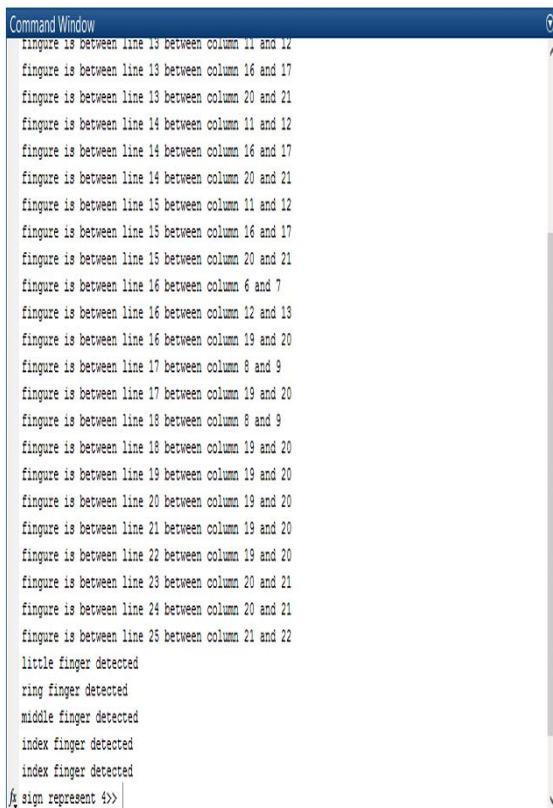 Command Window
fingure is between line 13 between column 11 and 12
fingure is between line 13 between column 16 and 17
fingure is between line 13 between column 20 and 21
fingure is between line 14 between column 11 and 12
fingure is between line 14 between column 16 and 17
fingure is between line 14 between column 20 and 21
fingure is between line 15 between column 11 and 12
fingure is between line 15 between column 16 and 17
fingure is between line 15 between column 20 and 21
fingure is between line 16 between column 6 and 7
fingure is between line 16 between column 12 and 13
fingure is between line 16 between column 19 and 20
fingure is between line 17 between column 8 and 9
fingure is between line 17 between column 19 and 20
fingure is between line 18 between column 8 and 9
fingure is between line 18 between column 19 and 20
fingure is between line 19 between column 19 and 20
fingure is between line 20 between column 19 and 20
fingure is between line 21 between column 19 and 20
fingure is between line 22 between column 19 and 20
fingure is between line 23 between column 20 and 21
fingure is between line 24 between column 20 and 21
fingure is between line 25 between column 21 and 22
little finger detected
ring finger detected
middle finger detected
index finger detected
index finger detected
fx sign represent 4>>